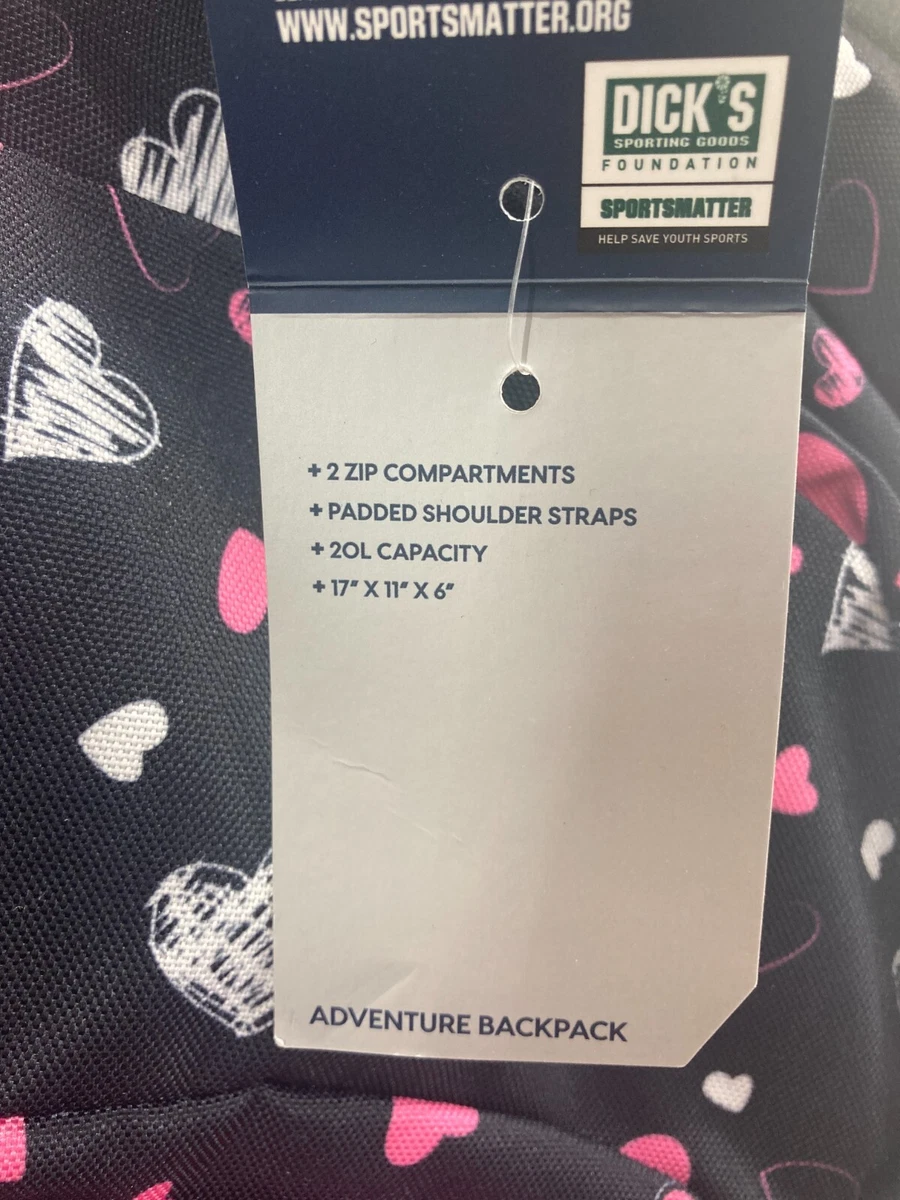 WWW.SPORTSMATTER.ORG
DICK'S
SPORTING GOODS
FOUNDATION
SPORTSMATTER
HELP SAVE YOUTH SPORTS
+ 2 ZIP COMPARTMENTS
+ PADDED SHOULDER STRAPS
+ 20L CAPACITY
+ 17" X 11" X 6"
ADVENTURE BACKPACK